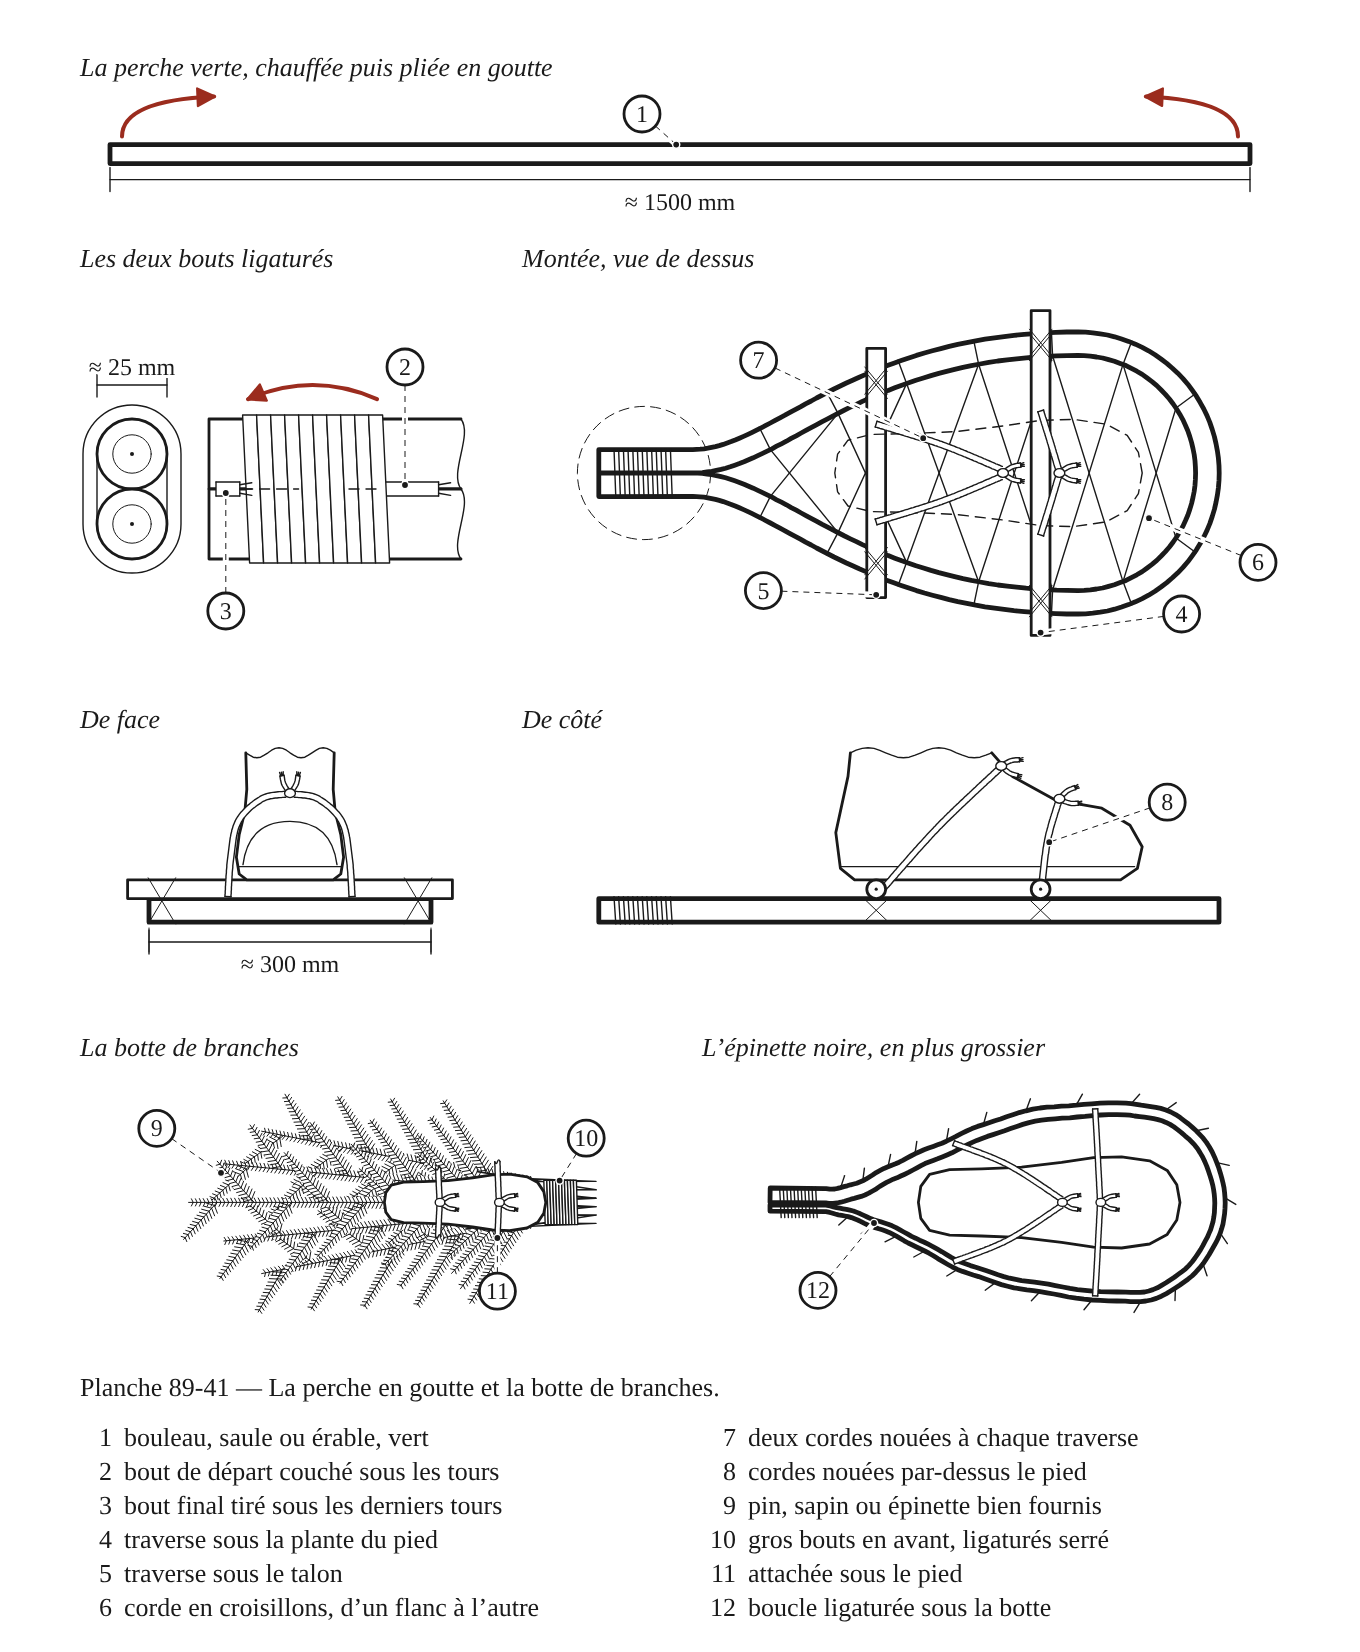 La perche verte, chauffée puis pliée en goutte
1
≈ 1500 mm
Les deux bouts ligaturés
Montée, vue de dessus
≈ 25 mm
2
3
7
5
6
4
De face
De côté
8
≈ 300 mm
La botte de branches
L’épinette noire, en plus grossier
9
10
11
12
Planche 89-41 — La perche en goutte et la botte de branches.
1 bouleau, saule ou érable, vert
2 bout de départ couché sous les tours
3 bout final tiré sous les derniers tours
4 traverse sous la plante du pied
5 traverse sous le talon
6 corde en croisillons, d’un flanc à l’autre
7 deux cordes nouées à chaque traverse
8 cordes nouées par-dessus le pied
9 pin, sapin ou épinette bien fournis
10 gros bouts en avant, ligaturés serré
11 attachée sous le pied
12 boucle ligaturée sous la botte